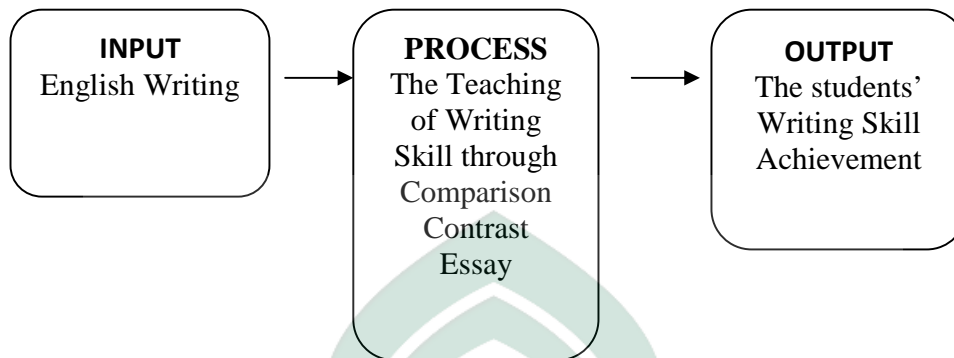 INPUT
English Writing
PROCESS
The Teaching
of Writing
Skill through
Comparison
Contrast
Essay
OUTPUT
The students’
Writing Skill
Achievement